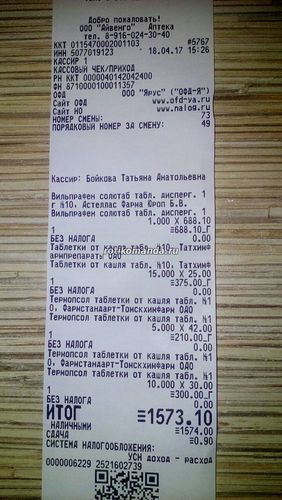 Добро пожаловать!
ООО "Айвенго" Аптека
тел. 8-916-024-30-40
ККТ 0115470002001103 #5767
ИНН 5077019123 18.04.17 15:26
КАССИР 1
КАССОВЫЙ ЧЕК/ПРИХОД
РН ККТ 0000040142042400
ФН 8710000100011357
ОФД ООО "Ярус" ("ОФД-Я")
Сайт ОФД www.ofd-ya.ru
Сайт НО www.nalog.ru
НОМЕР СМЕНЫ: 73
ПОРЯДКОВЫЙ НОМЕР ЗА СМЕНУ: 49
Кассир: Бойкова Татьяна Анатольевна
Вильпрафен солютаб табл. дисперг. 1
г №10, Астеллас Фарма Юроп Б.В.
Вильпрафен солютаб табл. дисперг. 1
1.000 X 688.10
1 ≡688.10_Г
БЕЗ НАЛОГА 0.00
Таблетки от кашля табл. №10, Татхимф
армпрепараты ОАО
Таблетки от кашля табл. №10, Татхимф
15.000 X 25.00
1 ≡375.00_Г
БЕЗ НАЛОГА 0.00
Термопсол таблетки от кашля табл. №1
0, Фармстандарт-Томскхимфарм ОАО
Термопсол таблетки от кашля табл. №1
5.000 X 42.00
1 ≡210.00_Г
БЕЗ НАЛОГА 0.00
Термопсол таблетки от кашля табл. №1
0, Фармстандарт-Томскхимфарм ОАО
Термопсол таблетки от кашля табл. №1
10.000 X 30.00
1 ≡300.00_Г
БЕЗ НАЛОГА 0.00
ИТОГ ≡1573.10
НАЛИЧНЫМИ ≡1574.00
СДАЧА ≡0.90
СИСТЕМА НАЛОГООБЛОЖЕНИЯ:
УСН доход - расход
0000006229 2521602739